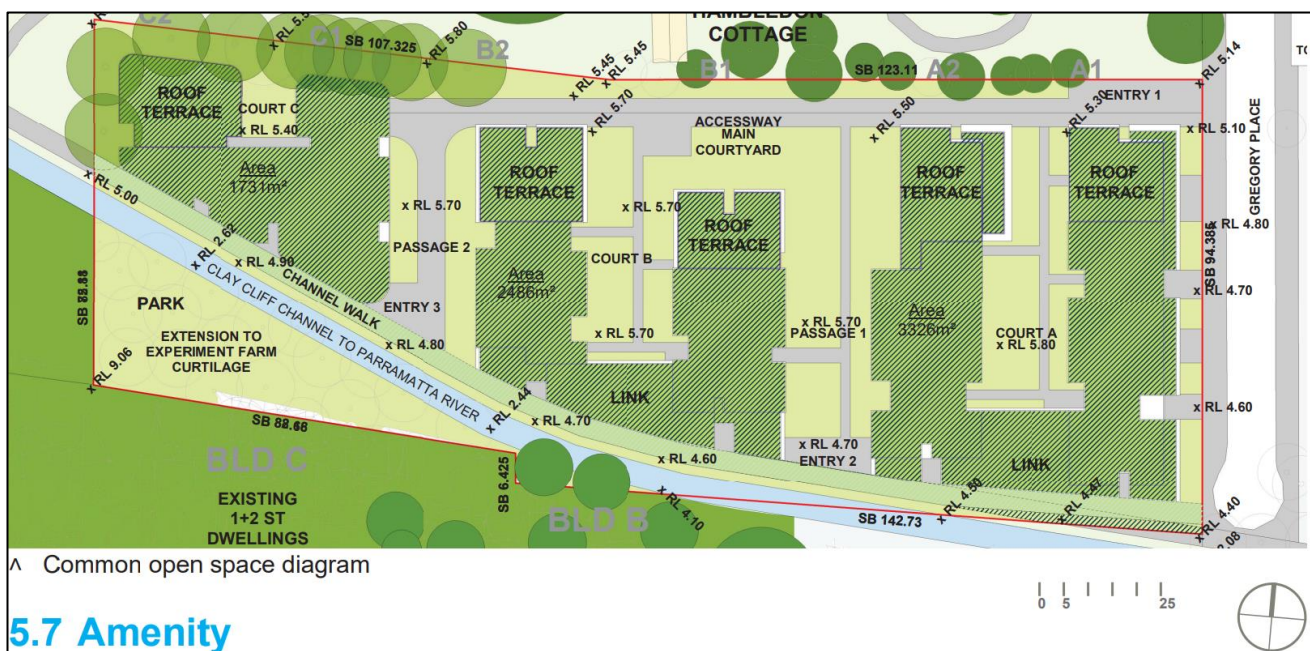 C2
C1
SB 107.325
x RL 5.80
B2
x RL 5.45
x RL 5.45
HAMBLEDON
COTTAGE
B1
SB 123.11
A2
A1
x RL 5.14
ENTRY 1
ROOF
TERRACE
COURT C
x RL 5.40
x RL 5.70
ACCESSWAY
MAIN
COURTYARD
x RL 5.50
x RL 5.30
x RL 5.10
GREGORY PLACE
Area
1731m²
ROOF
TERRACE
ROOF
TERRACE
ROOF
TERRACE
ROOF
TERRACE
x RL 5.00
x RL 5.70
x RL 5.70
x RL 4.80
PASSAGE 2
x RL 2.62
x RL 4.90
CHANNEL WALK
CLAY CLIFF CHANNEL TO PARRAMATTA RIVER
Area
2486m²
COURT B
SB 94.385
x RL 4.70
PARK
ENTRY 3
x RL 5.70
x RL 5.70
PASSAGE 1
Area
3326m²
COURT A
x RL 5.80
EXTENSION TO
EXPERIMENT FARM
CURTILAGE
x RL 4.80
x RL 9.06
LINK
x RL 2.44
x RL 4.70
x RL 4.60
x RL 4.70
ENTRY 2
LINK
x RL 4.60
BLD C
SB 6.425
EXISTING
1+2 ST
DWELLINGS
BLD B
x RL 4.10
SB 142.73
x RL 4.50
x RL 4.47
x RL 4.40
^ Common open space diagram
0 5 25
5.7 Amenity